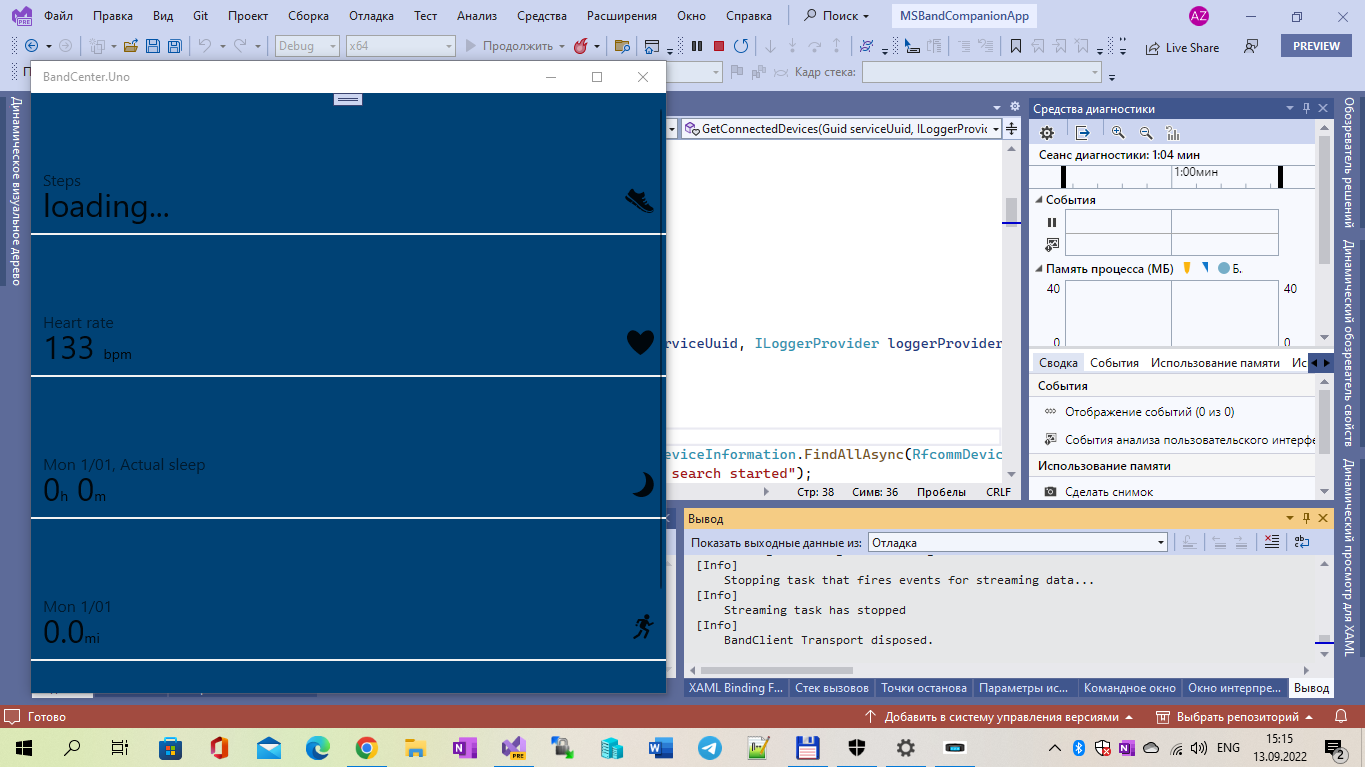 Файл Правка Вид Git Проект Сборка Отладка Тест Анализ Средства Расширения Окно Справка Поиск MSBandCompanionApp AZ
PRE
Debug x64 Продолжить Live Share PREVIEW
Кадр стека:
BandCenter.Uno
Динамическое визуальное дерево
GetConnectedDevices(Guid serviceUuid, ILoggerProvic
Steps
loading...
Heart rate
133 bpm
Mon 1/01, Actual sleep
0h 0m
Mon 1/01
0.0mi
rviceUuid, ILoggerProvider loggerProvider
eviceInformation.FindAllAsync(RfcommDevic
search started");
Стр: 38 Симв: 36 Пробелы CRLF
Средства диагностики
Сеанс диагностики: 1:04 мин
1:00мин
События
Память процесса (МБ) Б.
40 40
0 0
Сводка События Использование памяти Ис
События
Отображение событий (0 из 0)
События анализа пользовательского интерфе
Использование памяти
Сделать снимок
Обозреватель решений
Динамический обозреватель свойств
Динамический просмотр для XAML
Вывод
Показать выходные данные из: Отладка
[Info]
Stopping task that fires events for streaming data...
[Info]
Streaming task has stopped
[Info]
BandClient Transport disposed.
XAML Binding F... Стек вызовов Точки останова Параметры ис... Командное окно Окно интерпре... Вывод
Готово Добавить в систему управления версиями Выбрать репозиторий
ENG 15:15
13.09.2022 2